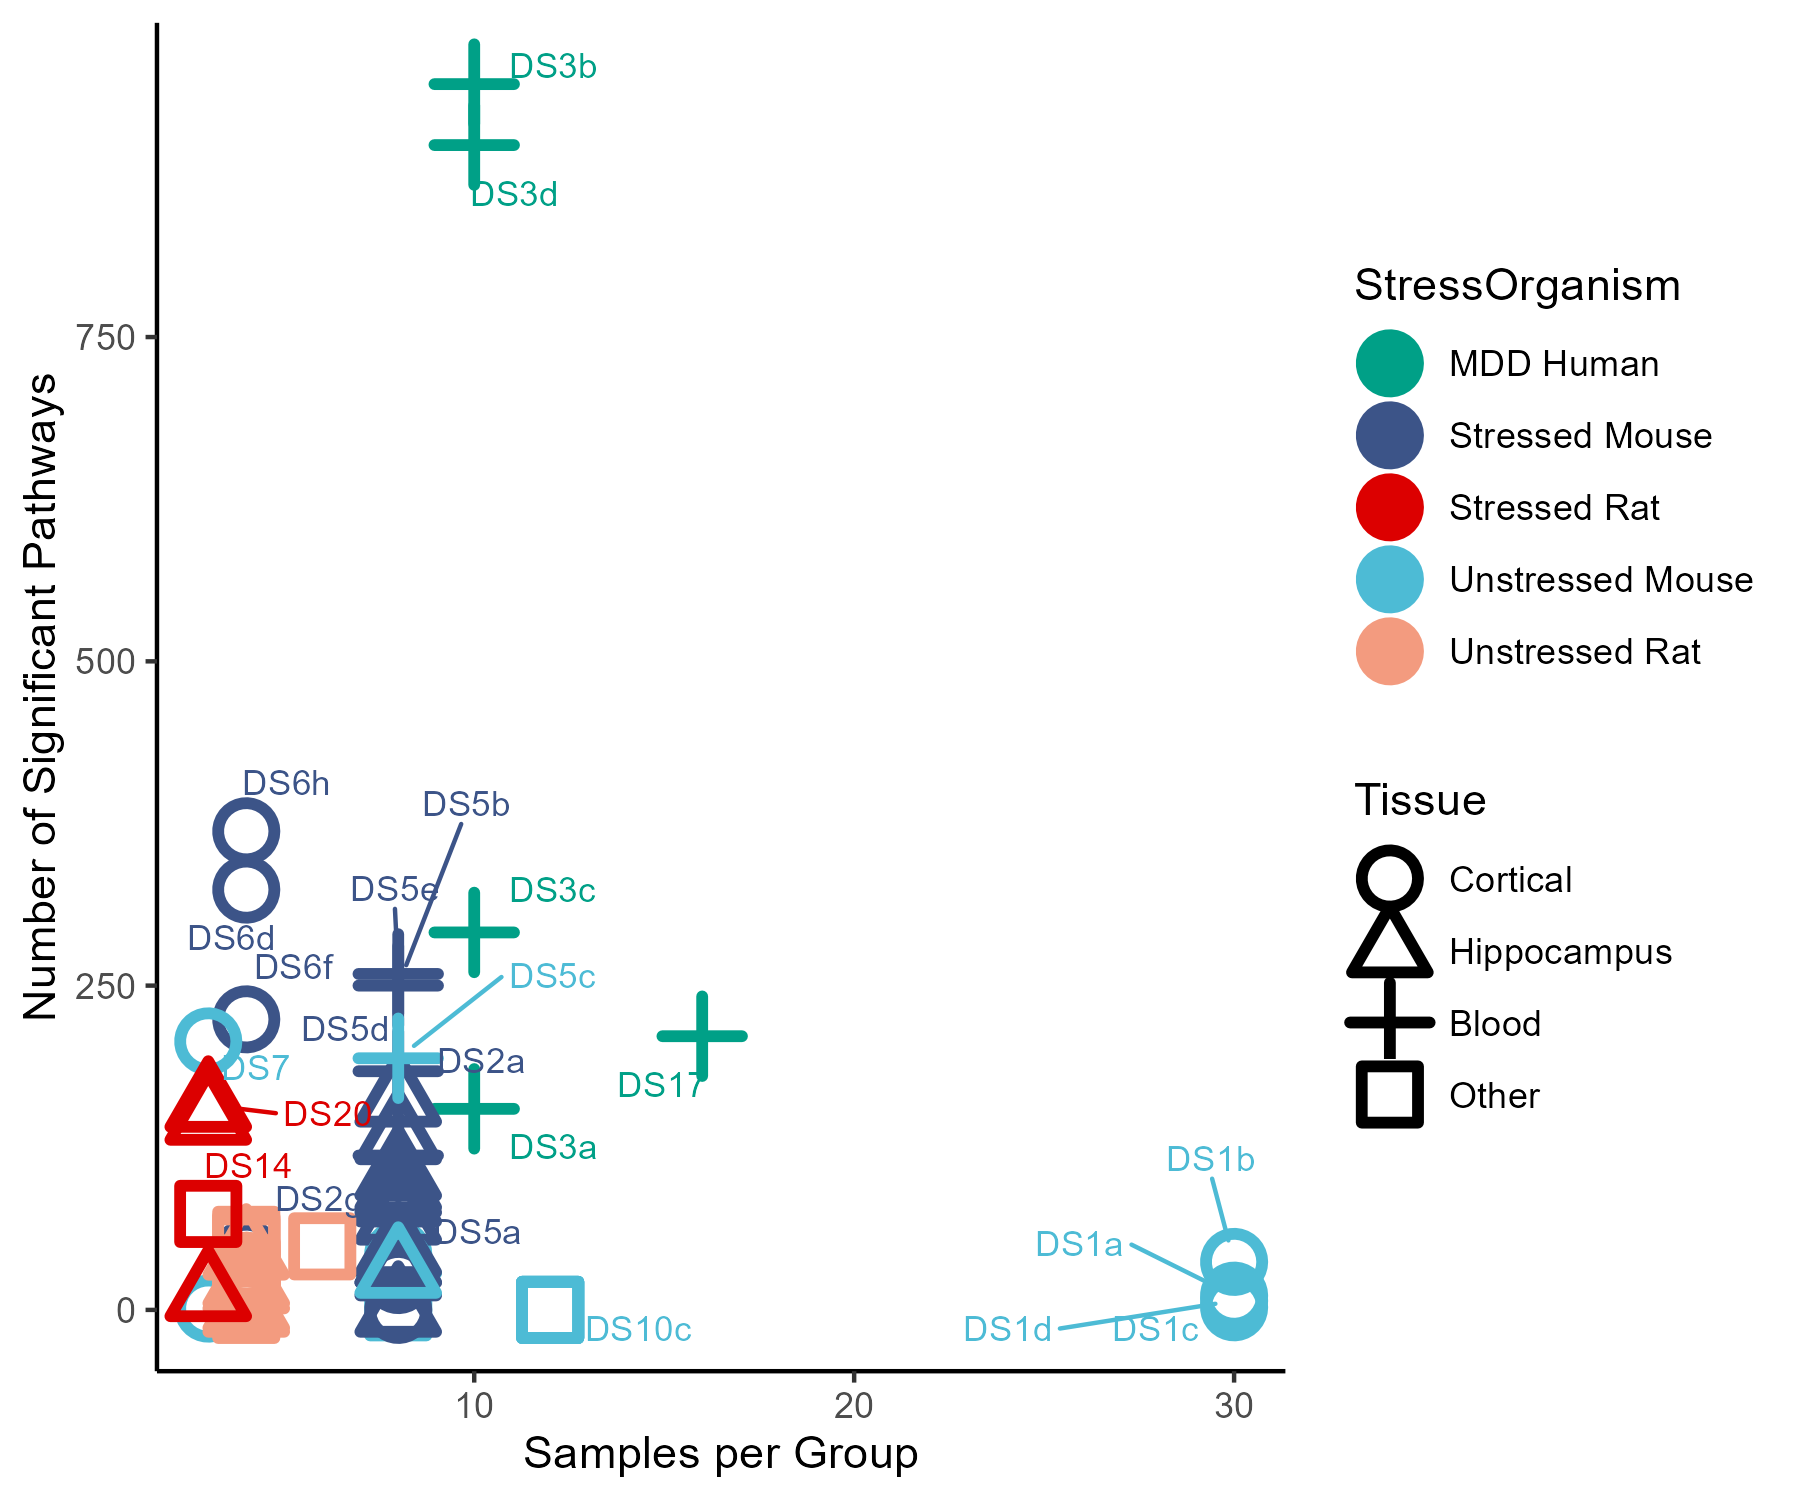 DS3b
DS3d
750
500
250
0
Number of Significant Pathways
DS6h
DS5b
DS5e
DS3c
DS6d
DS6f
DS5c
DS5d
DS7
DS2a
DS17
DS20
DS3a
DS14
DS2g
DS5a
DS1b
DS1a
DS10c
DS1d
DS1c
10
20
30
Samples per Group
StressOrganism
MDD Human
Stressed Mouse
Stressed Rat
Unstressed Mouse
Unstressed Rat
Tissue
Cortical
Hippocampus
Blood
Other